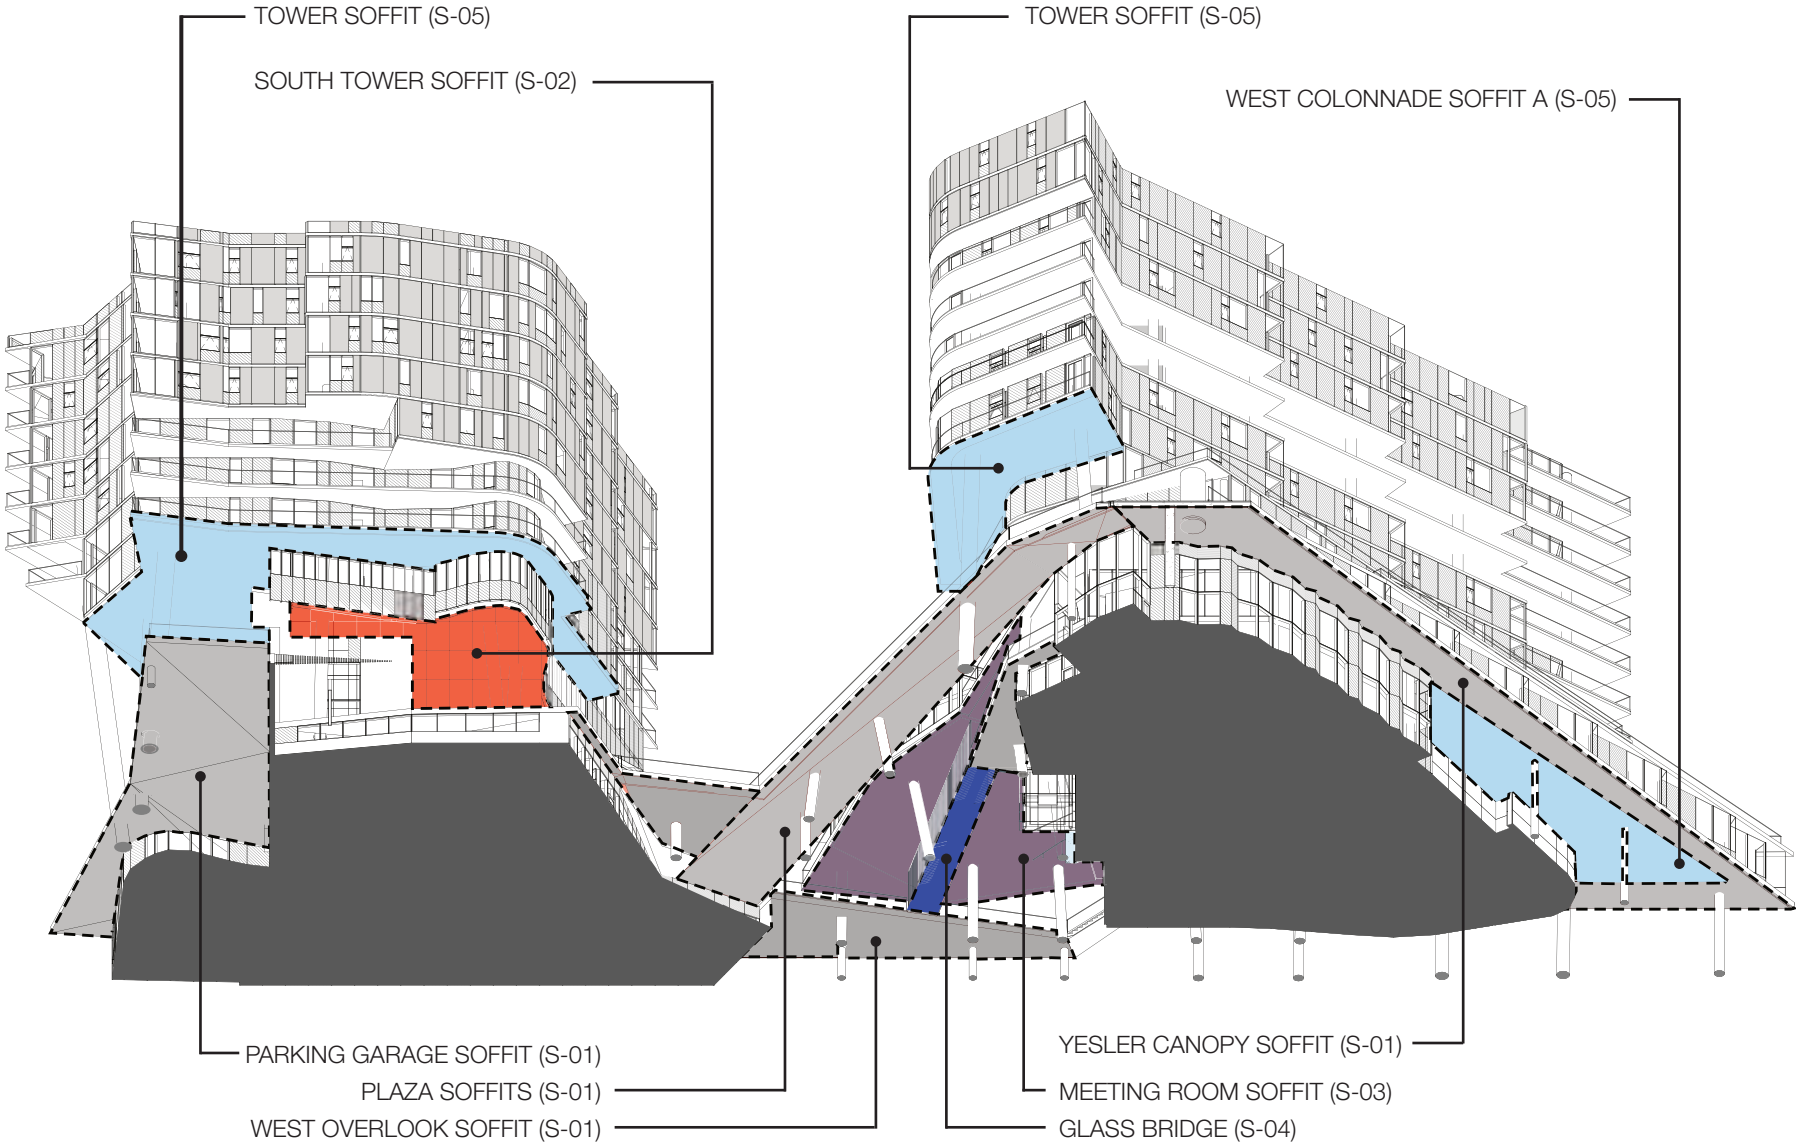 TOWER SOFFIT (S-05)
TOWER SOFFIT (S-05)
SOUTH TOWER SOFFIT (S-02)
WEST COLONNADE SOFFIT A (S-05)
PARKING GARAGE SOFFIT (S-01)
YESLER CANOPY SOFFIT (S-01)
PLAZA SOFFITS (S-01)
MEETING ROOM SOFFIT (S-03)
WEST OVERLOOK SOFFIT (S-01)
GLASS BRIDGE (S-04)